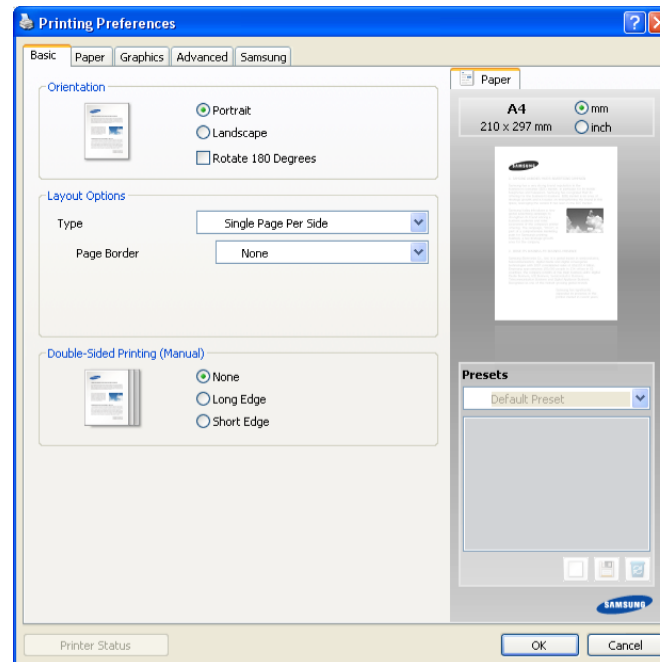 Printing Preferences
Basic
Paper
Graphics
Advanced
Samsung
Orientation
Portrait
Landscape
Rotate 180 Degrees
Layout Options
Type
Single Page Per Side
Page Border
None
Double-Sided Printing (Manual)
None
Long Edge
Short Edge
Paper
A4
210 x 297 mm
mm
inch
SAMSUNG
Presets
Default Preset
SAMSUNG
Printer Status
OK
Cancel